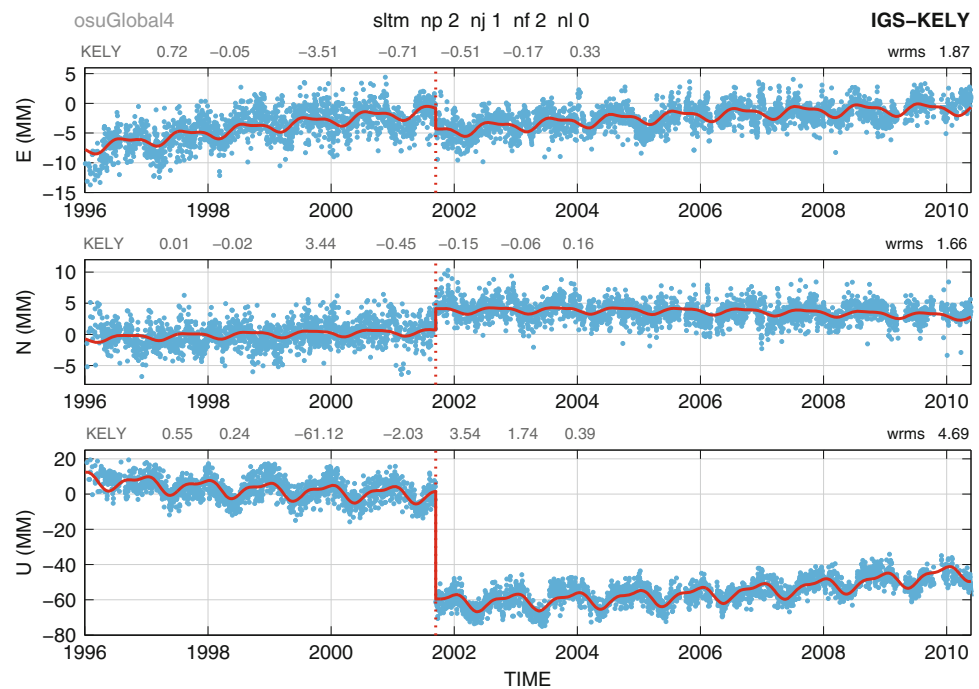 osuGlobal4 sltm np 2 nj 1 nf 2 nl 0 IGS–KELY
KELY 0.72 −0.05 −3.51 −0.71 −0.51 −0.17 0.33 wrms 1.87
5
0
−5
−10
−15
E (MM)
1996 1998 2000 2002 2004 2006 2008 2010
KELY 0.01 −0.02 3.44 −0.45 −0.15 −0.06 0.16 wrms 1.66
10
5
0
−5
N (MM)
1996 1998 2000 2002 2004 2006 2008 2010
KELY 0.55 0.24 −61.12 −2.03 3.54 1.74 0.39 wrms 4.69
20
0
−20
−40
−60
−80
U (MM)
1996 1998 2000 2002 2004 2006 2008 2010
TIME